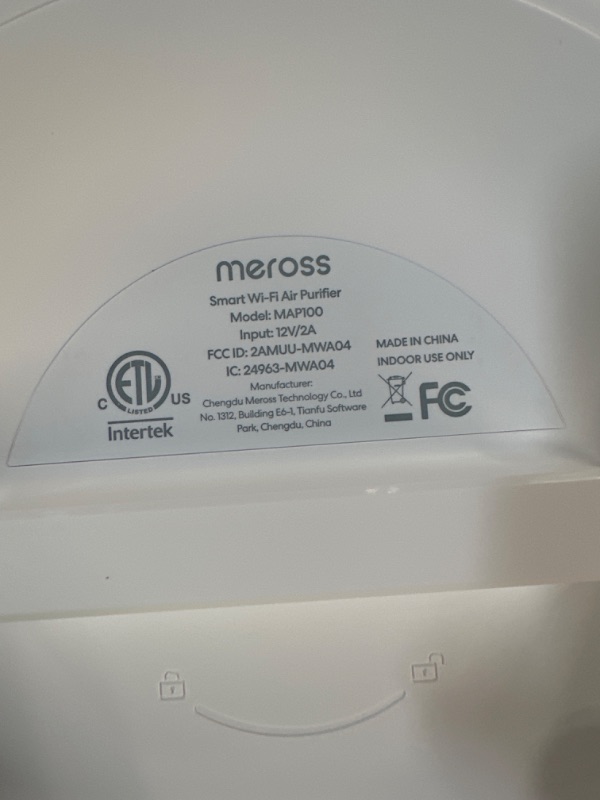 meross
Smart Wi-Fi Air Purifier
Model: MAP100
Input: 12V/2A
FCC ID: 2AMUU-MWA04
IC: 24963-MWA04
Manufacturer:
Chengdu Meross Technology Co., Ltd
No. 1312, Building E6-1, Tianfu Software
Park, Chengdu, China
C ETL US
LISTED
Intertek
MADE IN CHINA
INDOOR USE ONLY
FC